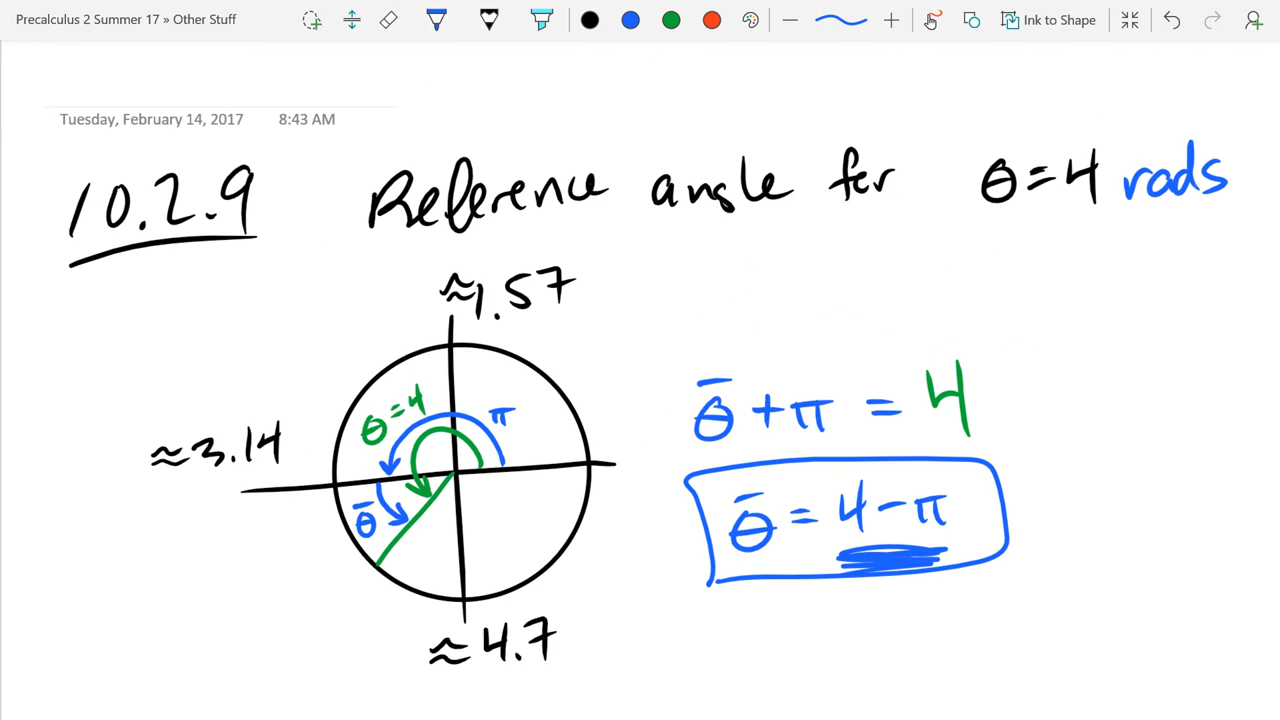 Precalculus 2 Summer 17 » Other Stuff
Ink to Shape
Tuesday, February 14, 2017 8:43 AM
10.2.9 Reference angle for θ=4 rads
≈1.57
θ=4
π
≈3.14
θ̄
≈4.7
θ̄+π = 4
θ̄ = 4-π